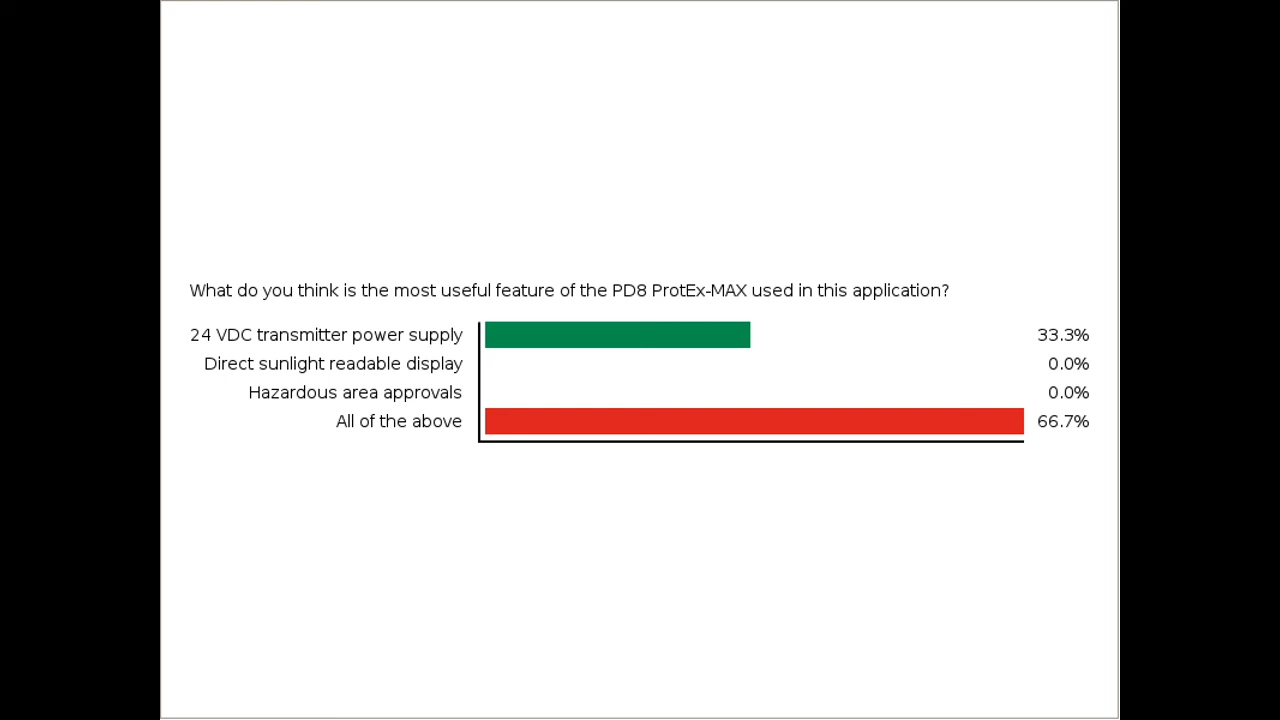 What do you think is the most useful feature of the PD8 ProtEx-MAX used in this application?
24 VDC transmitter power supply 33.3%
Direct sunlight readable display 0.0%
Hazardous area approvals 0.0%
All of the above 66.7%